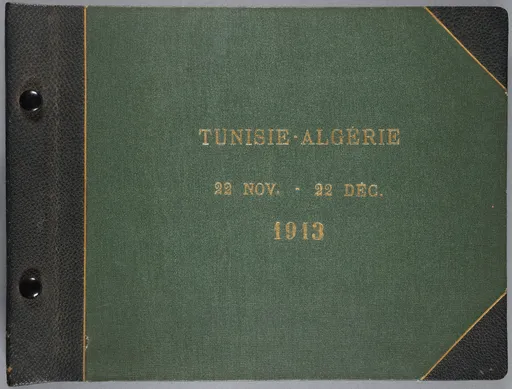 TUNISIE-ALGÉRIE
22 NOV. - 22 DÉC.
1913